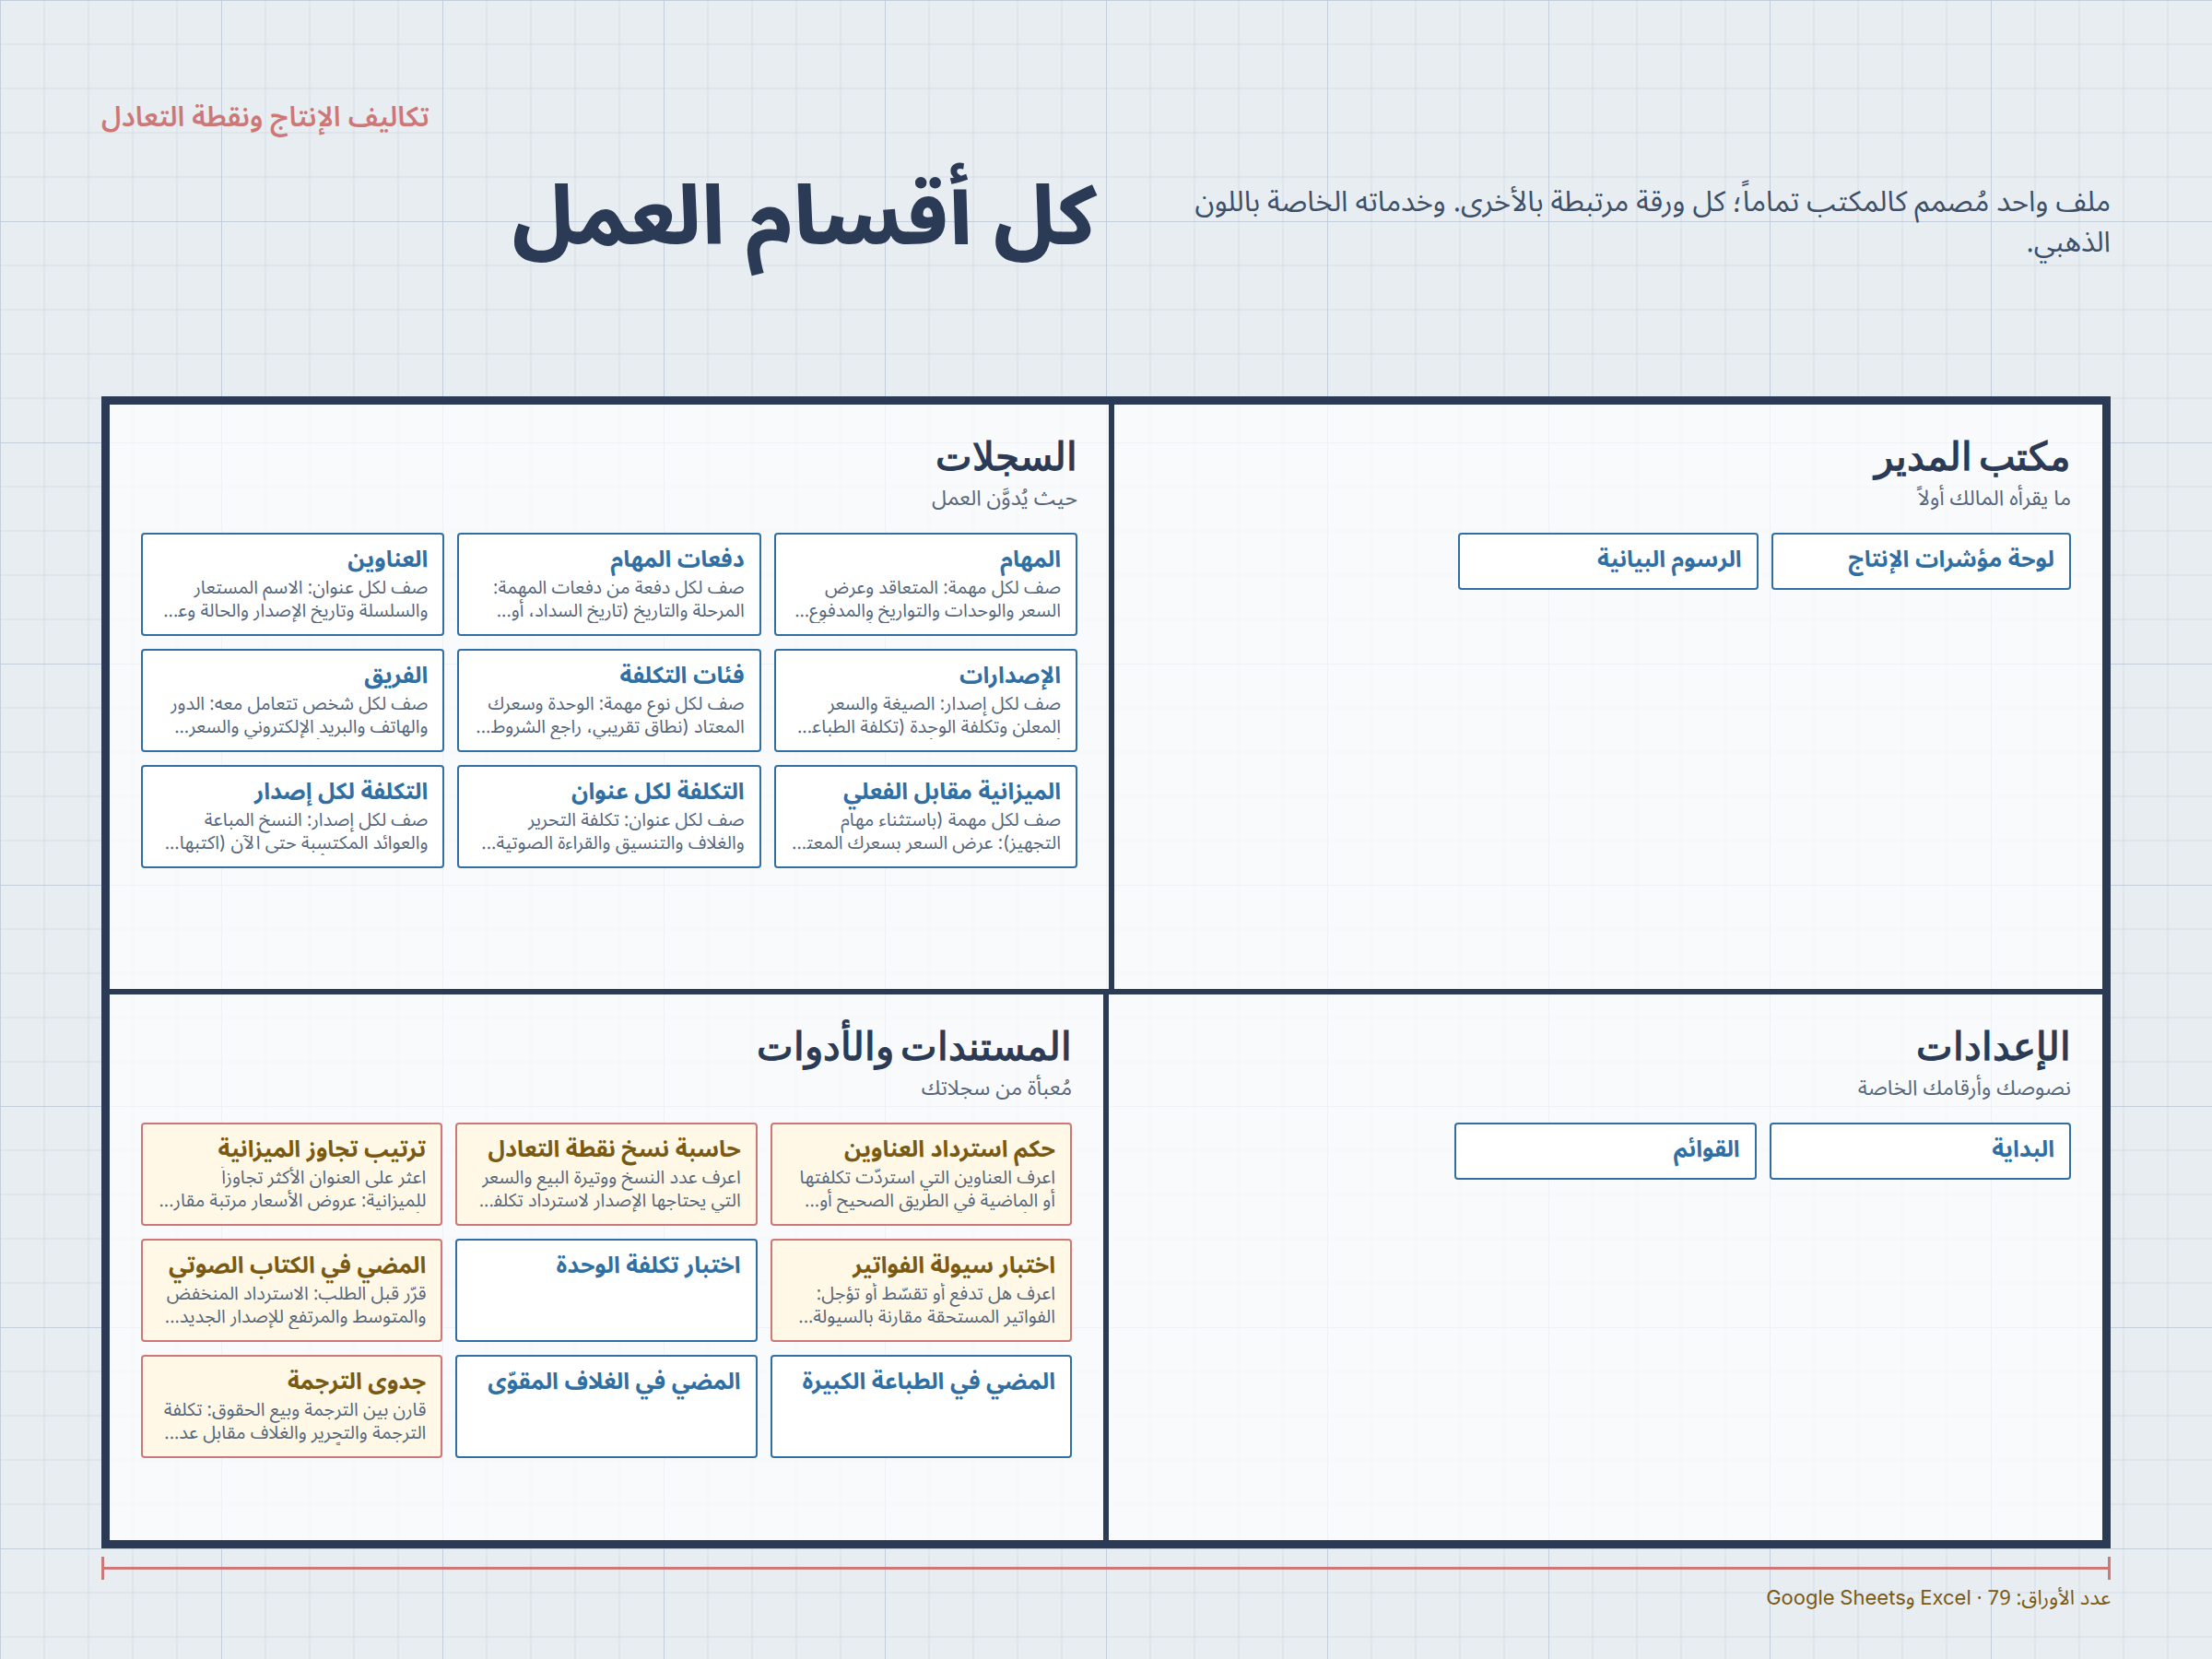 تكاليف الإنتاج ونقطة التعادل
ملف واحد مُصمم كالمكتب تماماً؛ كل ورقة مرتبطة بالأخرى. وخدماته الخاصة باللون
الذهبي.
كل أقسام العمل
مكتب المدير
ما يقرأه المالك أولاً
لوحة مؤشرات الإنتاج
الرسوم البيانية
السجلات
حيث يُدوَّن العمل
المهام
صف لكل مهمة: المتعاقد وعرض
السعر والوحدات والتواريخ والمدفوع...
دفعات المهام
صف لكل دفعة من دفعات المهمة:
المرحلة والتاريخ (تاريخ السداد، أو...
العناوين
صف لكل عنوان: الاسم المستعار
والسلسلة وتاريخ الإصدار والحالة وعـ...
الإصدارات
صف لكل إصدار: الصيغة والسعر
المعلن وتكلفة الوحدة (تكلفة الطباعـ...
فئات التكلفة
صف لكل نوع مهمة: الوحدة وسعرك
المعتاد (نطاق تقريبي، راجع الشروط...
الفريق
صف لكل شخص تتعامل معه: الدور
والهاتف والبريد الإلكتروني والسعر...
الميزانية مقابل الفعلي
صف لكل مهمة (باستثناء مهام
التجهيز): عرض السعر بسعرك المعتـ...
التكلفة لكل عنوان
صف لكل عنوان: تكلفة التحرير
والغلاف والتنسيق والقراءة الصوتية...
التكلفة لكل إصدار
صف لكل إصدار: النسخ المباعة
والعوائد المكتسبة حتى الآن (اكتبها...
الإعدادات
نصوصك وأرقامك الخاصة
البداية
القوائم
المستندات والأدوات
مُعبأة من سجلاتك
حكم استرداد العناوين
اعرف العناوين التي استردّت تكلفتها
أو الماضية في الطريق الصحيح أو...
حاسبة نسخ نقطة التعادل
اعرف عدد النسخ ووتيرة البيع والسعر
التي يحتاجها الإصدار لاسترداد تكلفـ...
ترتيب تجاوز الميزانية
اعثر على العنوان الأكثر تجاوزاً
للميزانية: عروض الأسعار مرتبة مقارـ...
اختبار سيولة الفواتير
اعرف هل تدفع أو تقسّط أو تؤجل:
الفواتير المستحقة مقارنة بالسيولة...
اختبار تكلفة الوحدة
المضي في الكتاب الصوتي
قرّر قبل الطلب: الاسترداد المنخفض
والمتوسط والمرتفع للإصدار الجديد...
المضي في الطباعة الكبيرة
المضي في الغلاف المقوّى
جدوى الترجمة
قارن بين الترجمة وبيع الحقوق: تكلفة
الترجمة والتحرير والغلاف مقابل عد...
عدد الأوراق: 79 · Excel وGoogle Sheets